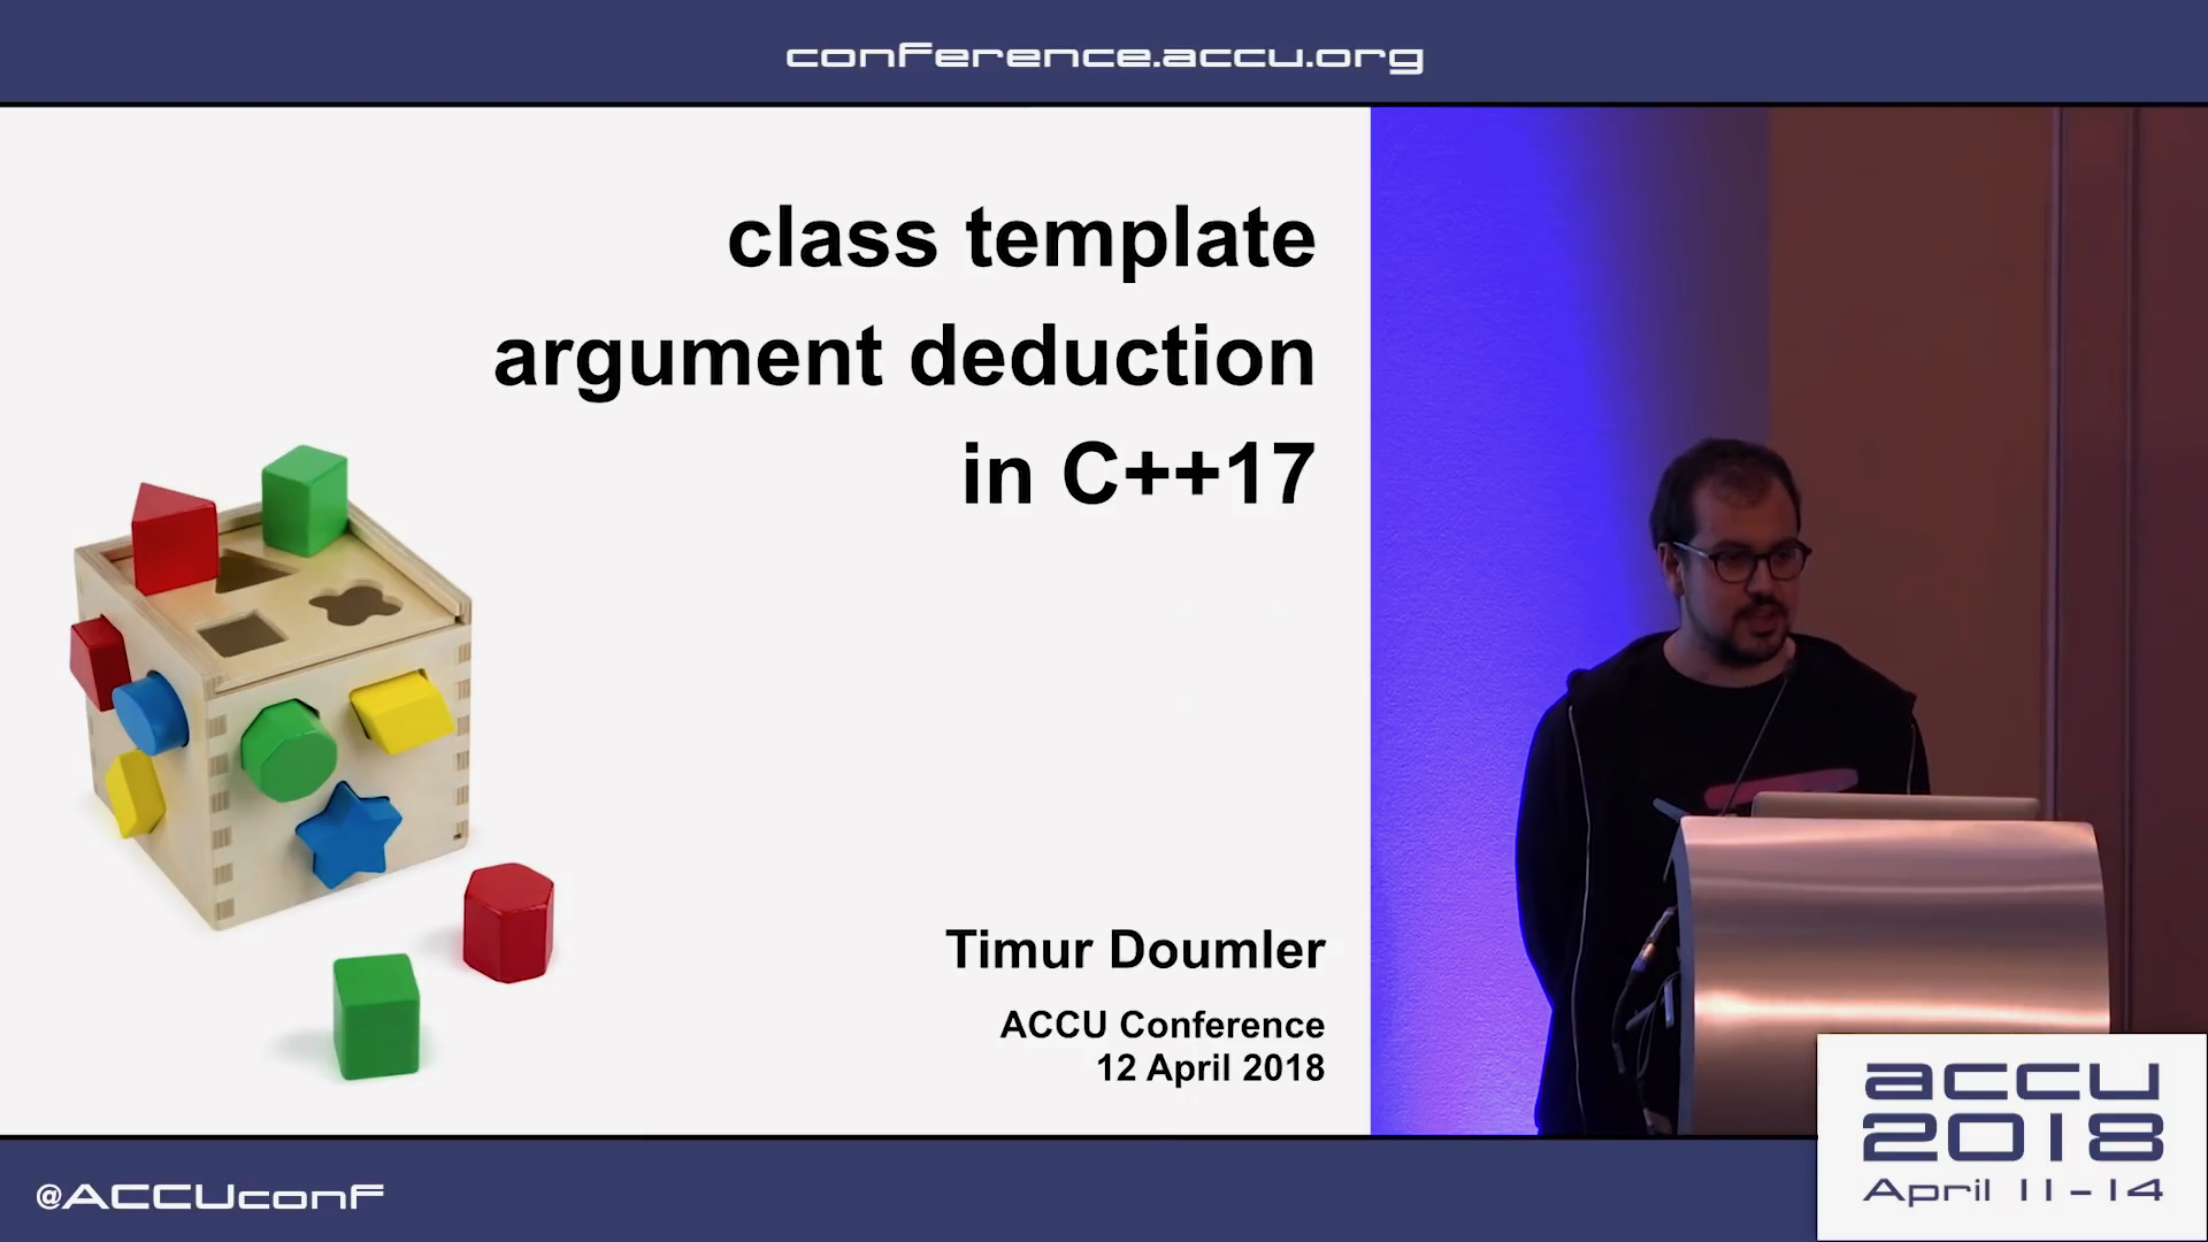 conference.accu.org
class template
argument deduction
in C++17
Timur Doumler
ACCU Conference
12 April 2018
@ACCUconf
accu
2018
April 11-14